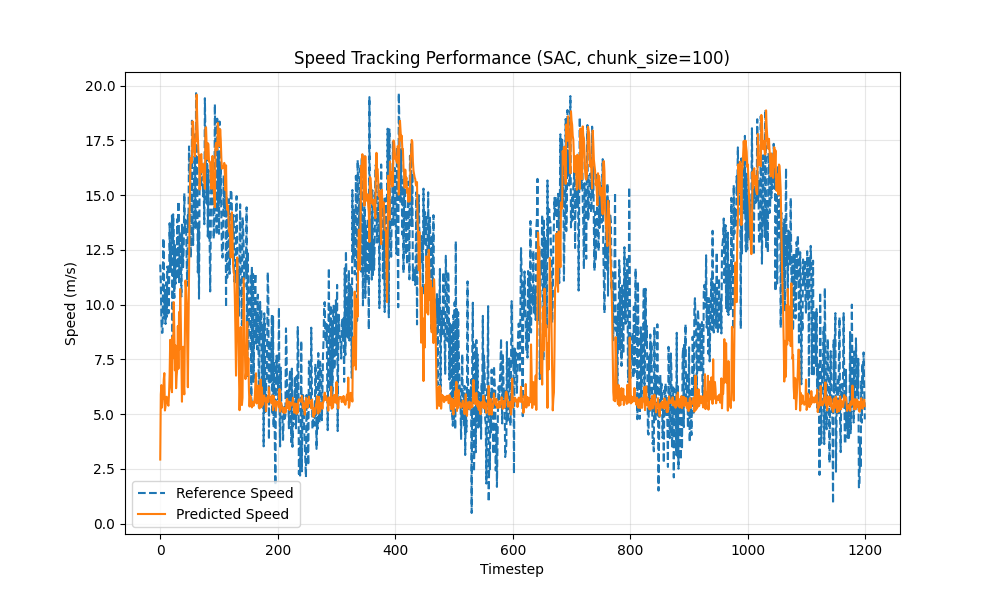 Speed Tracking Performance (SAC, chunk_size=100)
20.0
17.5
15.0
12.5
10.0
7.5
5.0
2.5
0.0
Speed (m/s)
Reference Speed
Predicted Speed
0 200 400 600 800 1000 1200
Timestep